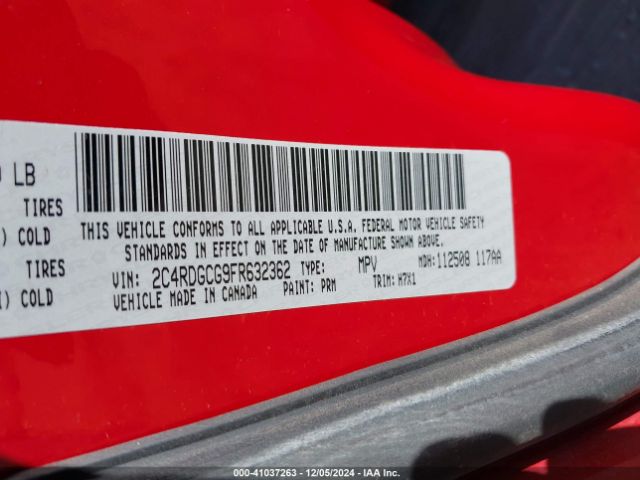 LB
TIRES
) COLD
TIRES
) COLD
THIS VEHICLE CONFORMS TO ALL APPLICABLE U.S.A. FEDERAL MOTOR VEHICLE SAFETY
STANDARDS IN EFFECT ON THE DATE OF MANUFACTURE SHOWN ABOVE.
VIN: 2C4RDGCG9FR632362 TYPE: MPV MDH: 112508 117AA
VEHICLE MADE IN CANADA PAINT: PRM TRIM: H7X1
000-41037263 - 12/05/2024 - IAA Inc.